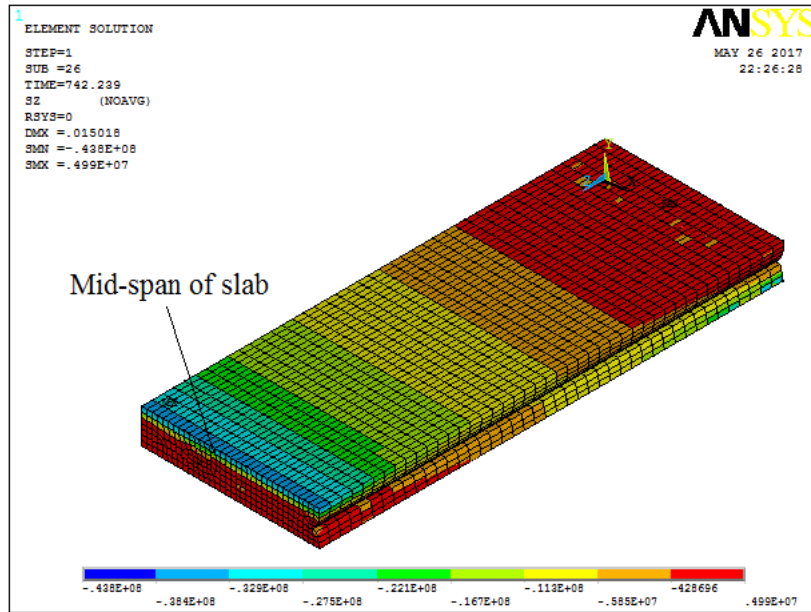 1
ELEMENT SOLUTION
ANSYS
STEP=1
SUB =26
TIME=742.239
SZ (NOAVG)
RSYS=0
DMX =.015018
SMN =-.438E+08
SMX =.499E+07
MAY 26 2017
22:26:28
Y
X
Z
Mid-span of slab
-.438E+08 -.329E+08 -.221E+08 -.113E+08 -428696
-.384E+08 -.275E+08 -.167E+08 -.585E+07 .499E+07